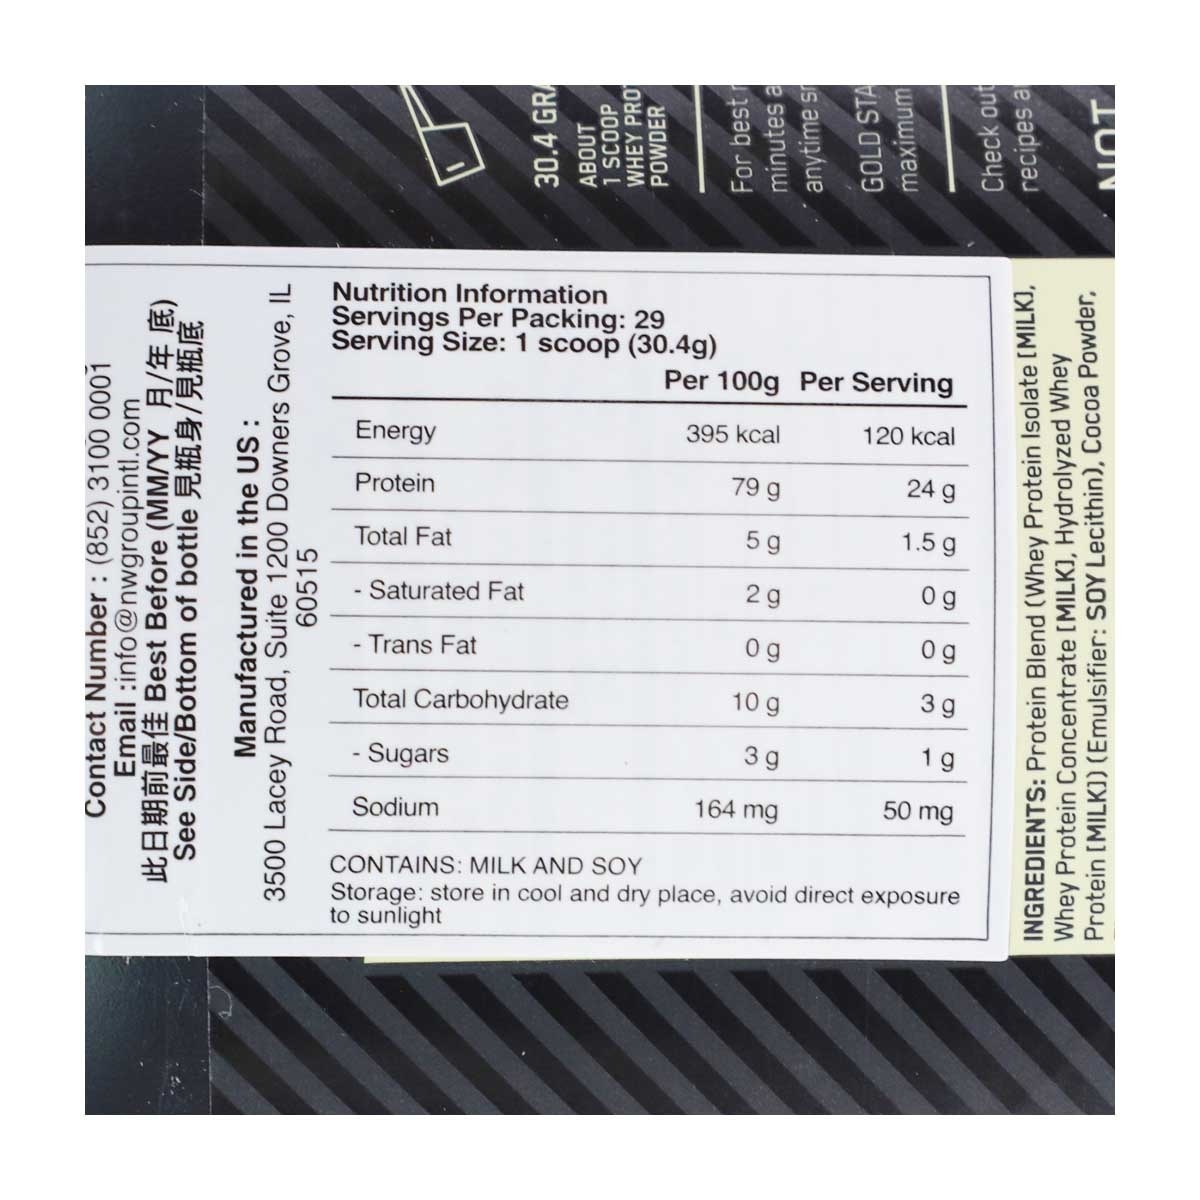 30.4 GRA
ABOUT
1 SCOOP
WHEY PRO
POWDER
For best
minutes a
anytime
GOLD STA
maximum
Check out
recipes a
NOT
Contact Number : (852) 3100 0001
Email :info@nwgroupintl.com
此日期前最佳 Best Before (MM/YY 月/年 底)
See Side/Bottom of bottle 見瓶身/見瓶底
Manufactured in the US :
3500 Lacey Road, Suite 1200 Downers Grove, IL
60515
Nutrition Information
Servings Per Packing: 29
Serving Size: 1 scoop (30.4g)
Per 100g Per Serving
Energy 395 kcal 120 kcal
Protein 79 g 24 g
Total Fat 5 g 1.5 g
- Saturated Fat 2 g 0 g
- Trans Fat 0 g 0 g
Total Carbohydrate 10 g 3 g
- Sugars 3 g 1 g
Sodium 164 mg 50 mg
CONTAINS: MILK AND SOY
Storage: store in cool and dry place, avoid direct exposure
to sunlight
INGREDIENTS: Protein Blend (Whey Protein Isolate [MILK],
Whey Protein Concentrate [MILK], Hydrolyzed Whey
Protein [MILK]) (Emulsifier: SOY Lecithin), Cocoa Powder,